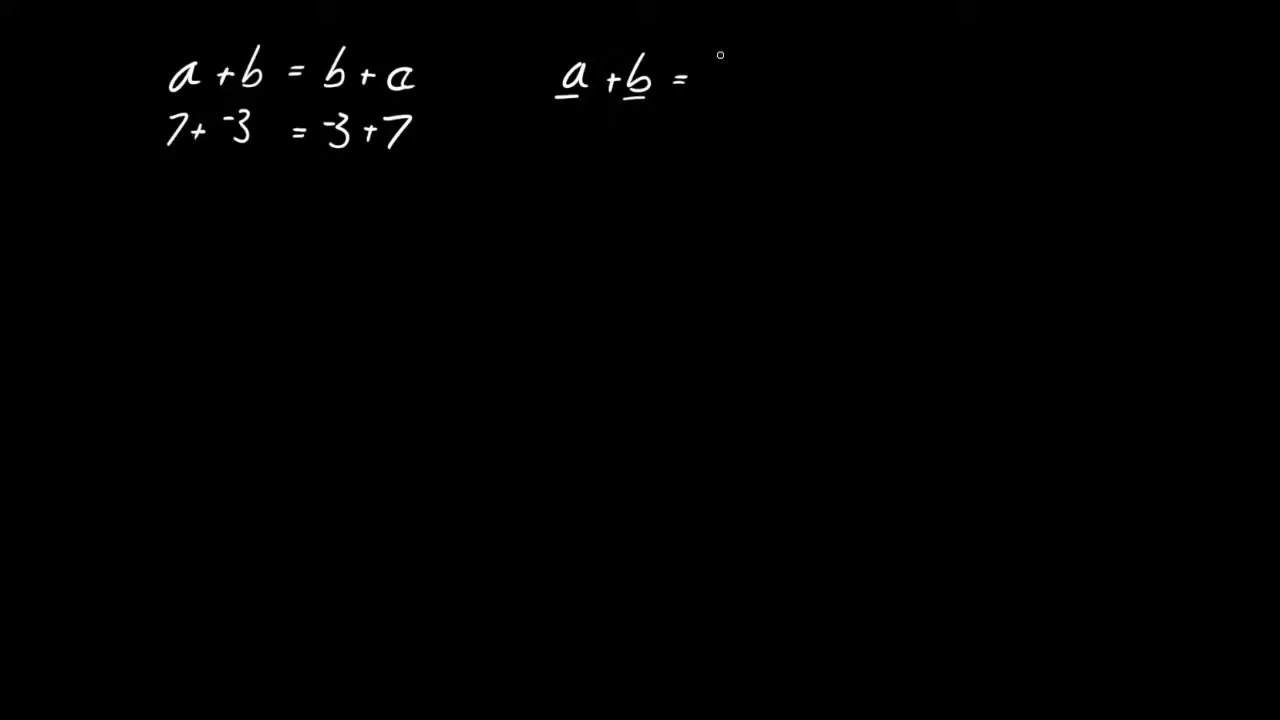 a + b = b + a
7 + -3 = -3 + 7
a + b =